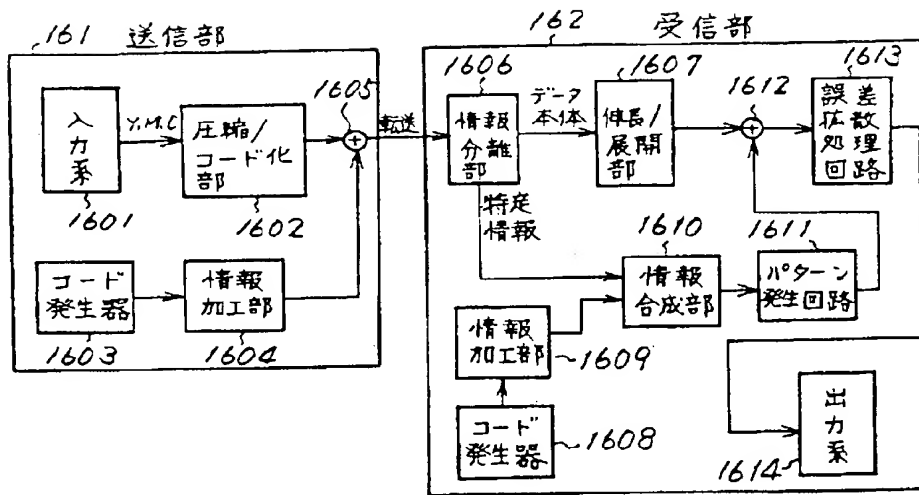 161
送信部
入
力
系
1601
Y.M.C
圧縮/
コード化
部
1602
1605
転送
コード
発生器
1603
情報
加工部
1604
162
受信部
1606
情報
分離
部
データ
本体
1607
伸長/
展開部
1612
1613
誤差
拡散
処理
回路
特定
情報
1610
情報
合成部
1611
パターン
発生回路
情報
加工部
1609
コード
発生器
1608
出
力
系
1614